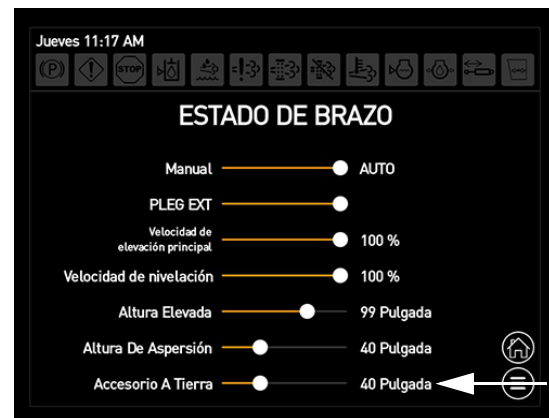 Jueves 11:17 AM
(P) STOP
ESTADO DE BRAZO
Manual AUTO
PLEG EXT
Velocidad de
elevación principal 100 %
Velocidad de nivelación 100 %
Altura Elevada 99 Pulgada
Altura De Aspersión 40 Pulgada
Accesorio A Tierra 40 Pulgada